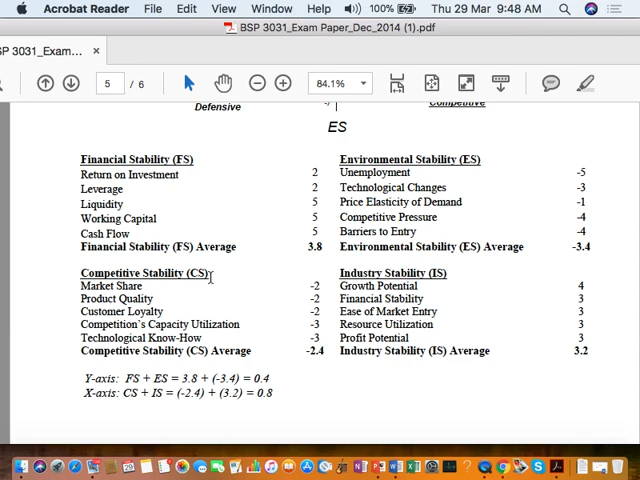 Acrobat Reader File Edit View Window Help 100% Thu 29 Mar 9:48 AM
BSP 3031_Exam Paper_Dec_2014 (1).pdf
SP 3031_Exam... ×
5 / 6 84.1%
Defensive -7 Competitive
ES
Financial Stability (FS)
Return on Investment 2
Leverage 2
Liquidity 5
Working Capital 5
Cash Flow 5
Financial Stability (FS) Average 3.8
Environmental Stability (ES)
Unemployment -5
Technological Changes -3
Price Elasticity of Demand -1
Competitive Pressure -4
Barriers to Entry -4
Environmental Stability (ES) Average -3.4
Competitive Stability (CS)
Market Share -2
Product Quality -2
Customer Loyalty -2
Competition's Capacity Utilization -3
Technological Know-How -3
Competitive Stability (CS) Average -2.4
Industry Stability (IS)
Growth Potential 4
Financial Stability 3
Ease of Market Entry 3
Resource Utilization 3
Profit Potential 3
Industry Stability (IS) Average 3.2
Y-axis: FS + ES = 3.8 + (-3.4) = 0.4
X-axis: CS + IS = (-2.4) + (3.2) = 0.8